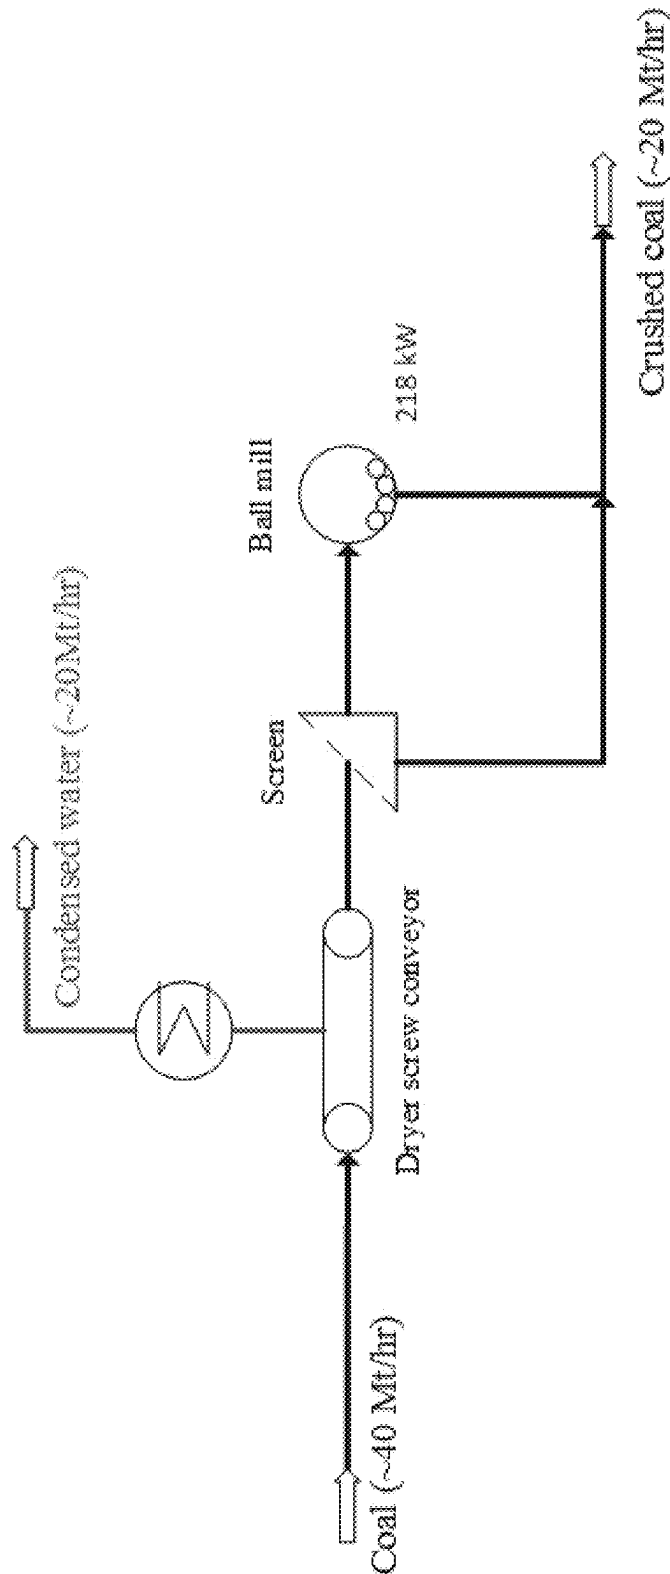 Coal (~40 Mt/hr)
Dryer screw conveyor
Condensed water (~20Mt/hr)
Screen
Ball mill
218 kW
Crushed coal (~20 Mt/hr)